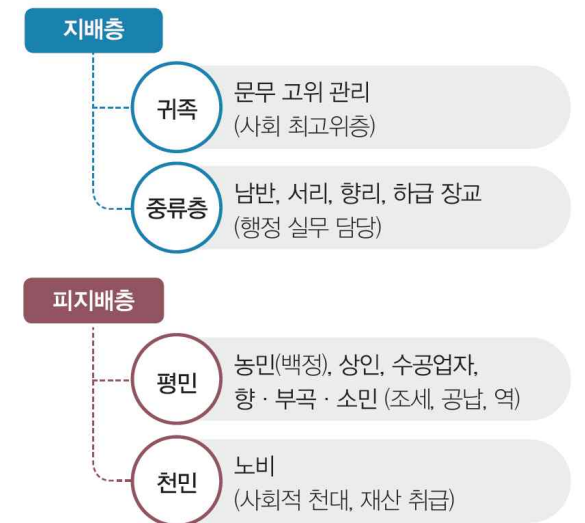 지배층
귀족
문무 고위 관리
(사회 최고위층)
중류층
남반, 서리, 향리, 하급 장교
(행정 실무 담당)
피지배층
평민
농민(백정), 상인, 수공업자,
향·부곡·소민 (조세, 공납, 역)
천민
노비
(사회적 천대, 재산 취급)